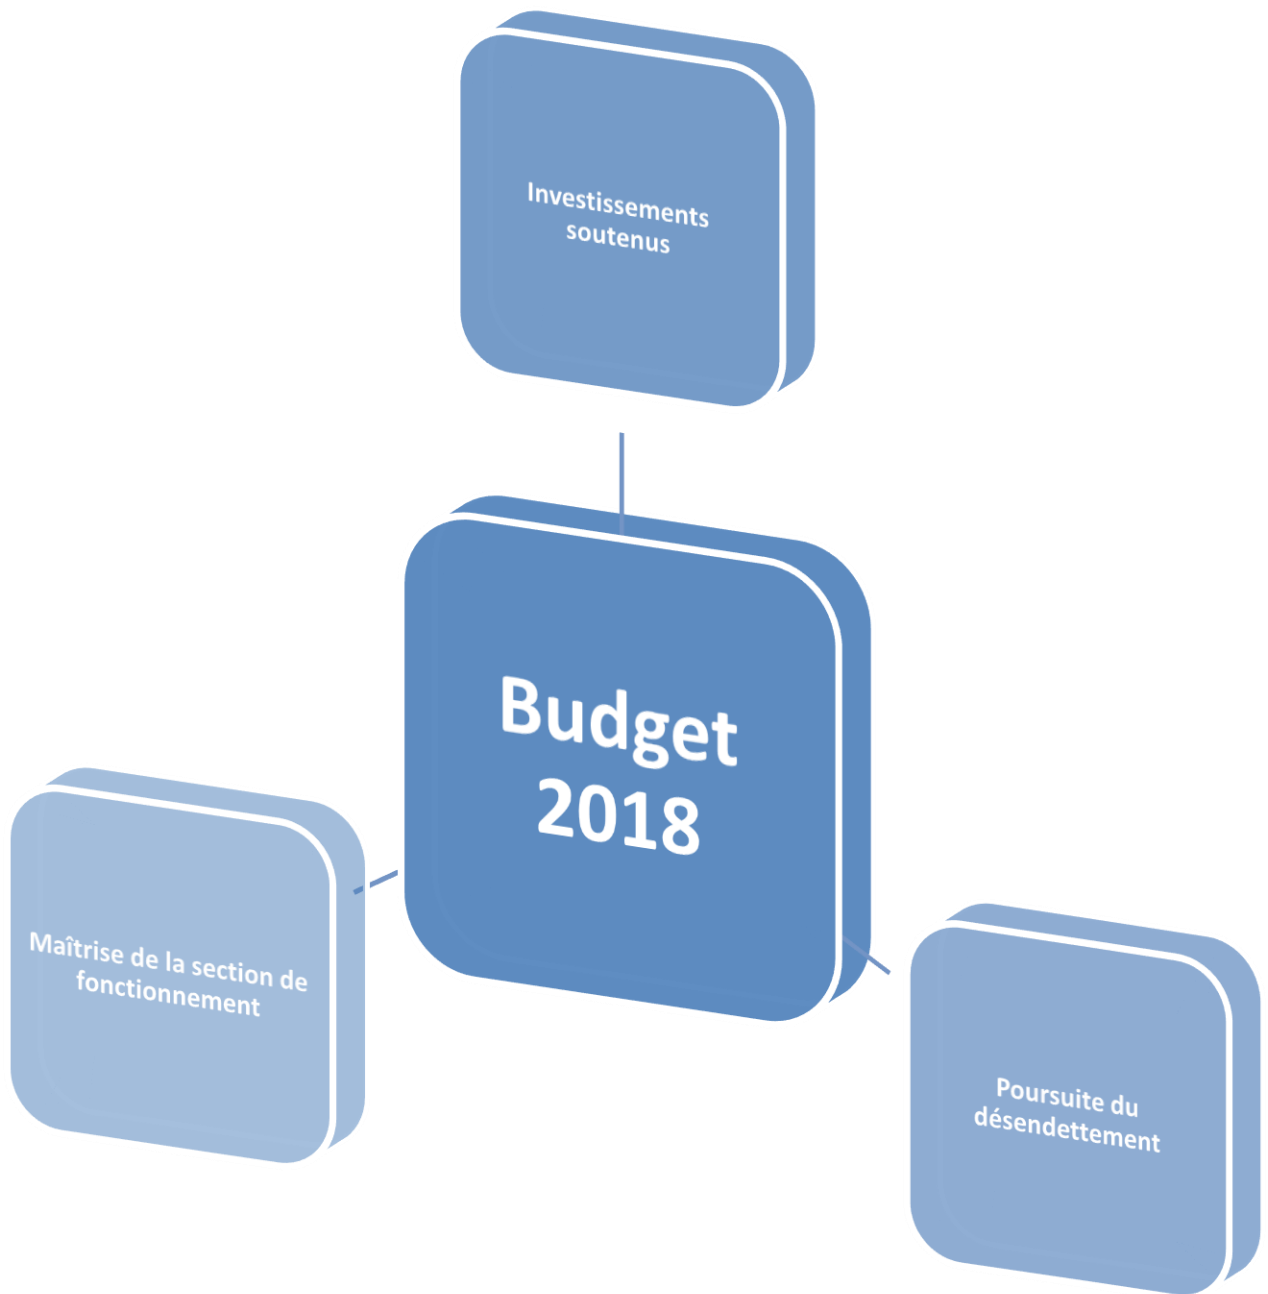 Investissements
soutenus
Budget
2018
Maîtrise de la section de
fonctionnement
Poursuite du
désendettement